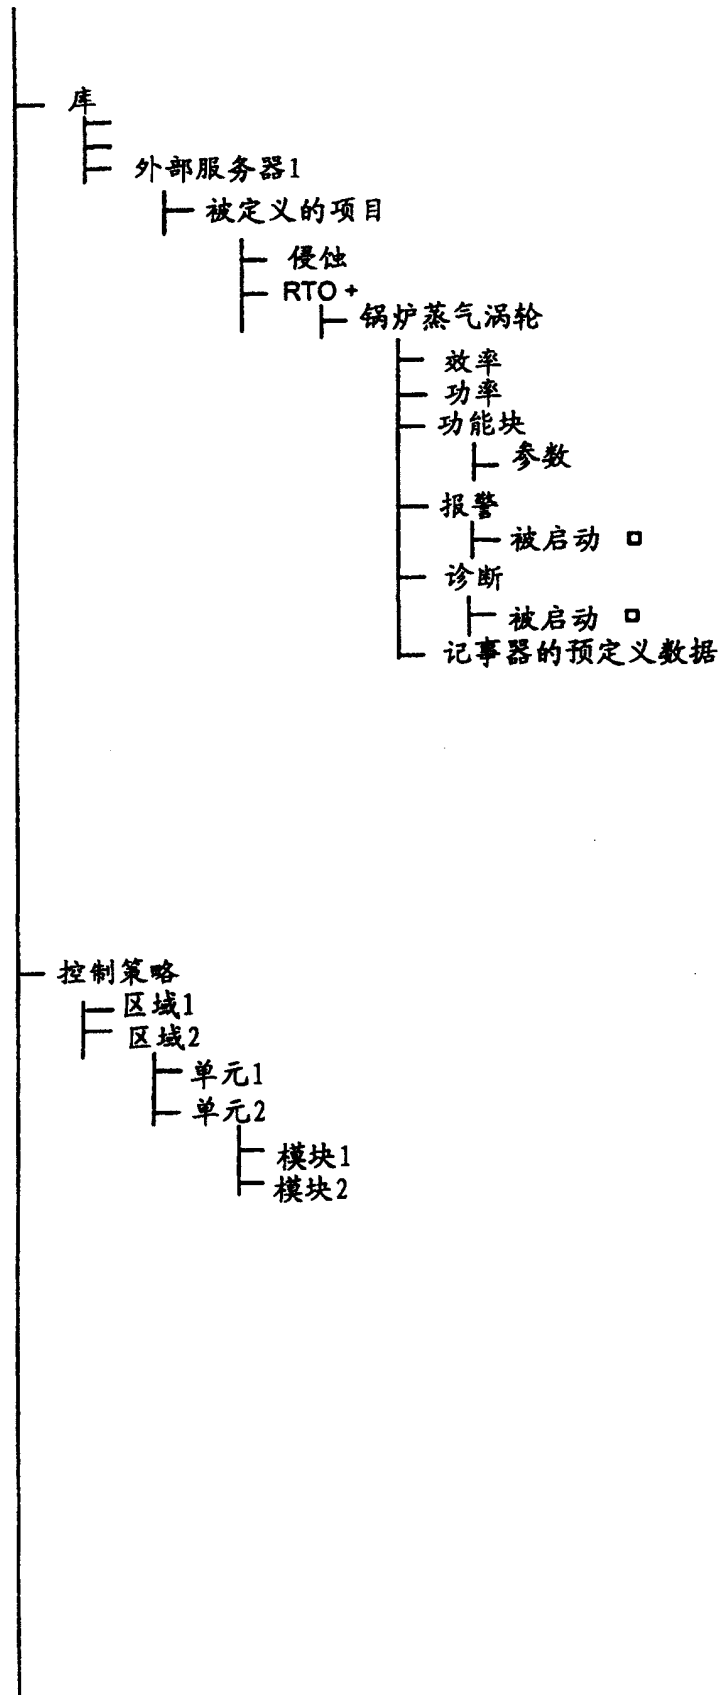 库
外部服务器1
被定义的项目
侵蚀
RTO +
锅炉蒸气涡轮
效率
功率
功能块
参数
报警
被启动
诊断
被启动
记事器的预定义数据
控制策略
区域1
区域2
单元1
单元2
模块1
模块2